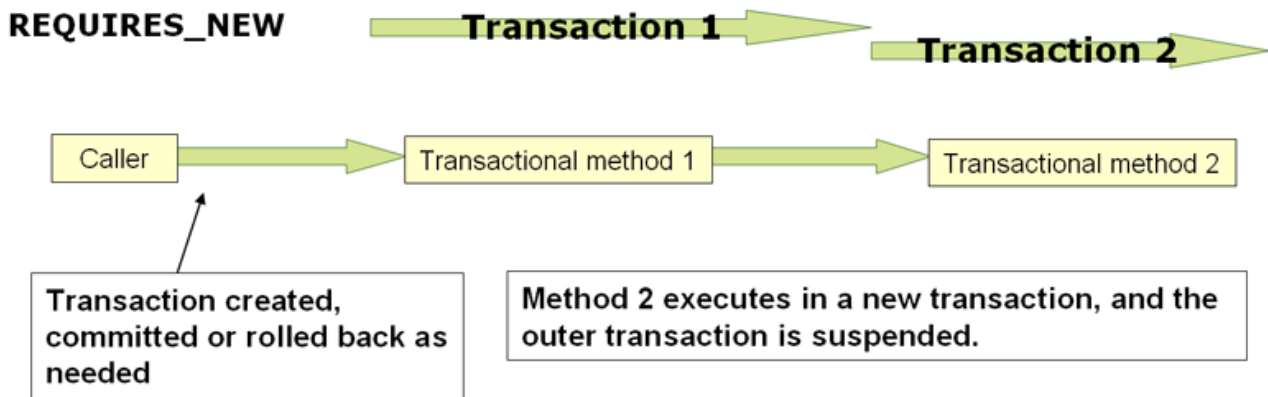 REQUIRES_NEW
Transaction 1
Transaction 2
Caller
Transactional method 1
Transactional method 2
Transaction created,
committed or rolled back as
needed
Method 2 executes in a new transaction, and the
outer transaction is suspended.